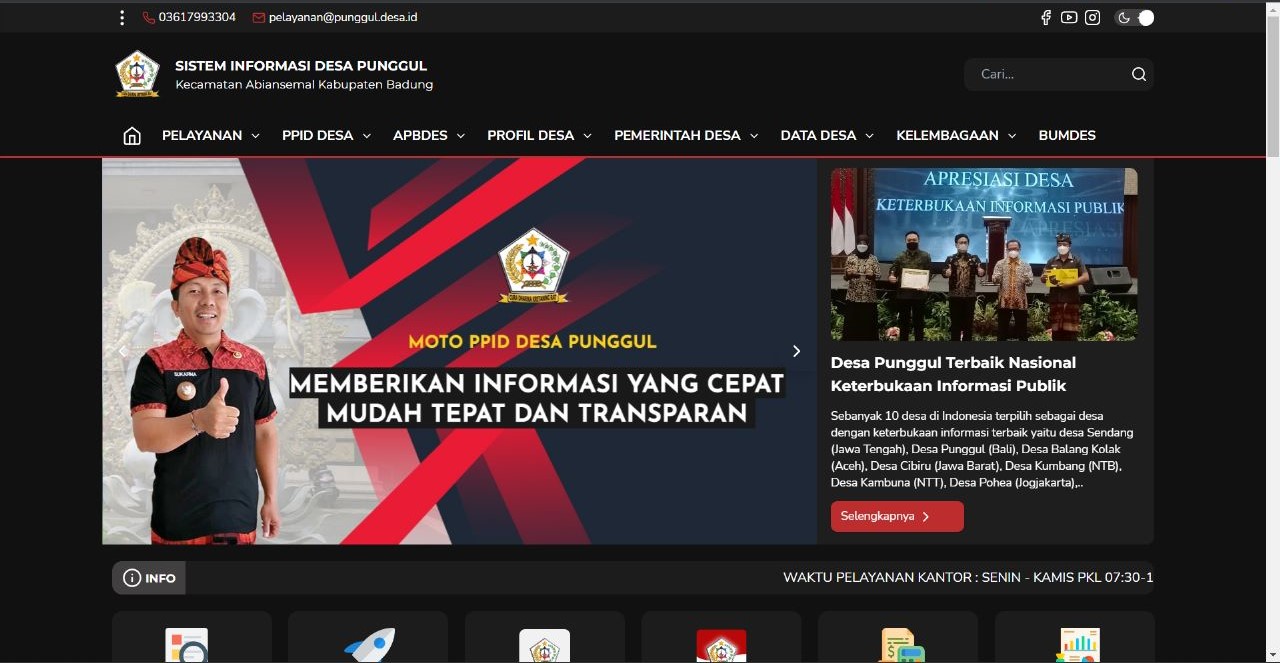 03617993304 pelayanan@punggul.desa.id
SISTEM INFORMASI DESA PUNGGUL
Kecamatan Abiansemal Kabupaten Badung
Cari...
PELAYANAN PPID DESA APBDES PROFIL DESA PEMERINTAH DESA DATA DESA KELEMBAGAAN BUMDES
MOTO PPID DESA PUNGGUL
MEMBERIKAN INFORMASI YANG CEPAT
MUDAH TEPAT DAN TRANSPARAN
SUKARMA
APRESIASI DESA
KETERBUKAAN INFORMASI PUBLIK
Desa Punggul Terbaik Nasional
Keterbukaan Informasi Publik
Sebanyak 10 desa di Indonesia terpilih sebagai desa
dengan keterbukaan informasi terbaik yaitu desa Sendang
(Jawa Tengah), Desa Punggul (Bali), Desa Balang Kolak
(Aceh), Desa Cibiru (Jawa Barat), Desa Kumbang (NTB),
Desa Kambuna (NTT), Desa Pohea (Jogjakarta),..
Selengkapnya
INFO
WAKTU PELAYANAN KANTOR : SENIN - KAMIS PKL 07:30-1